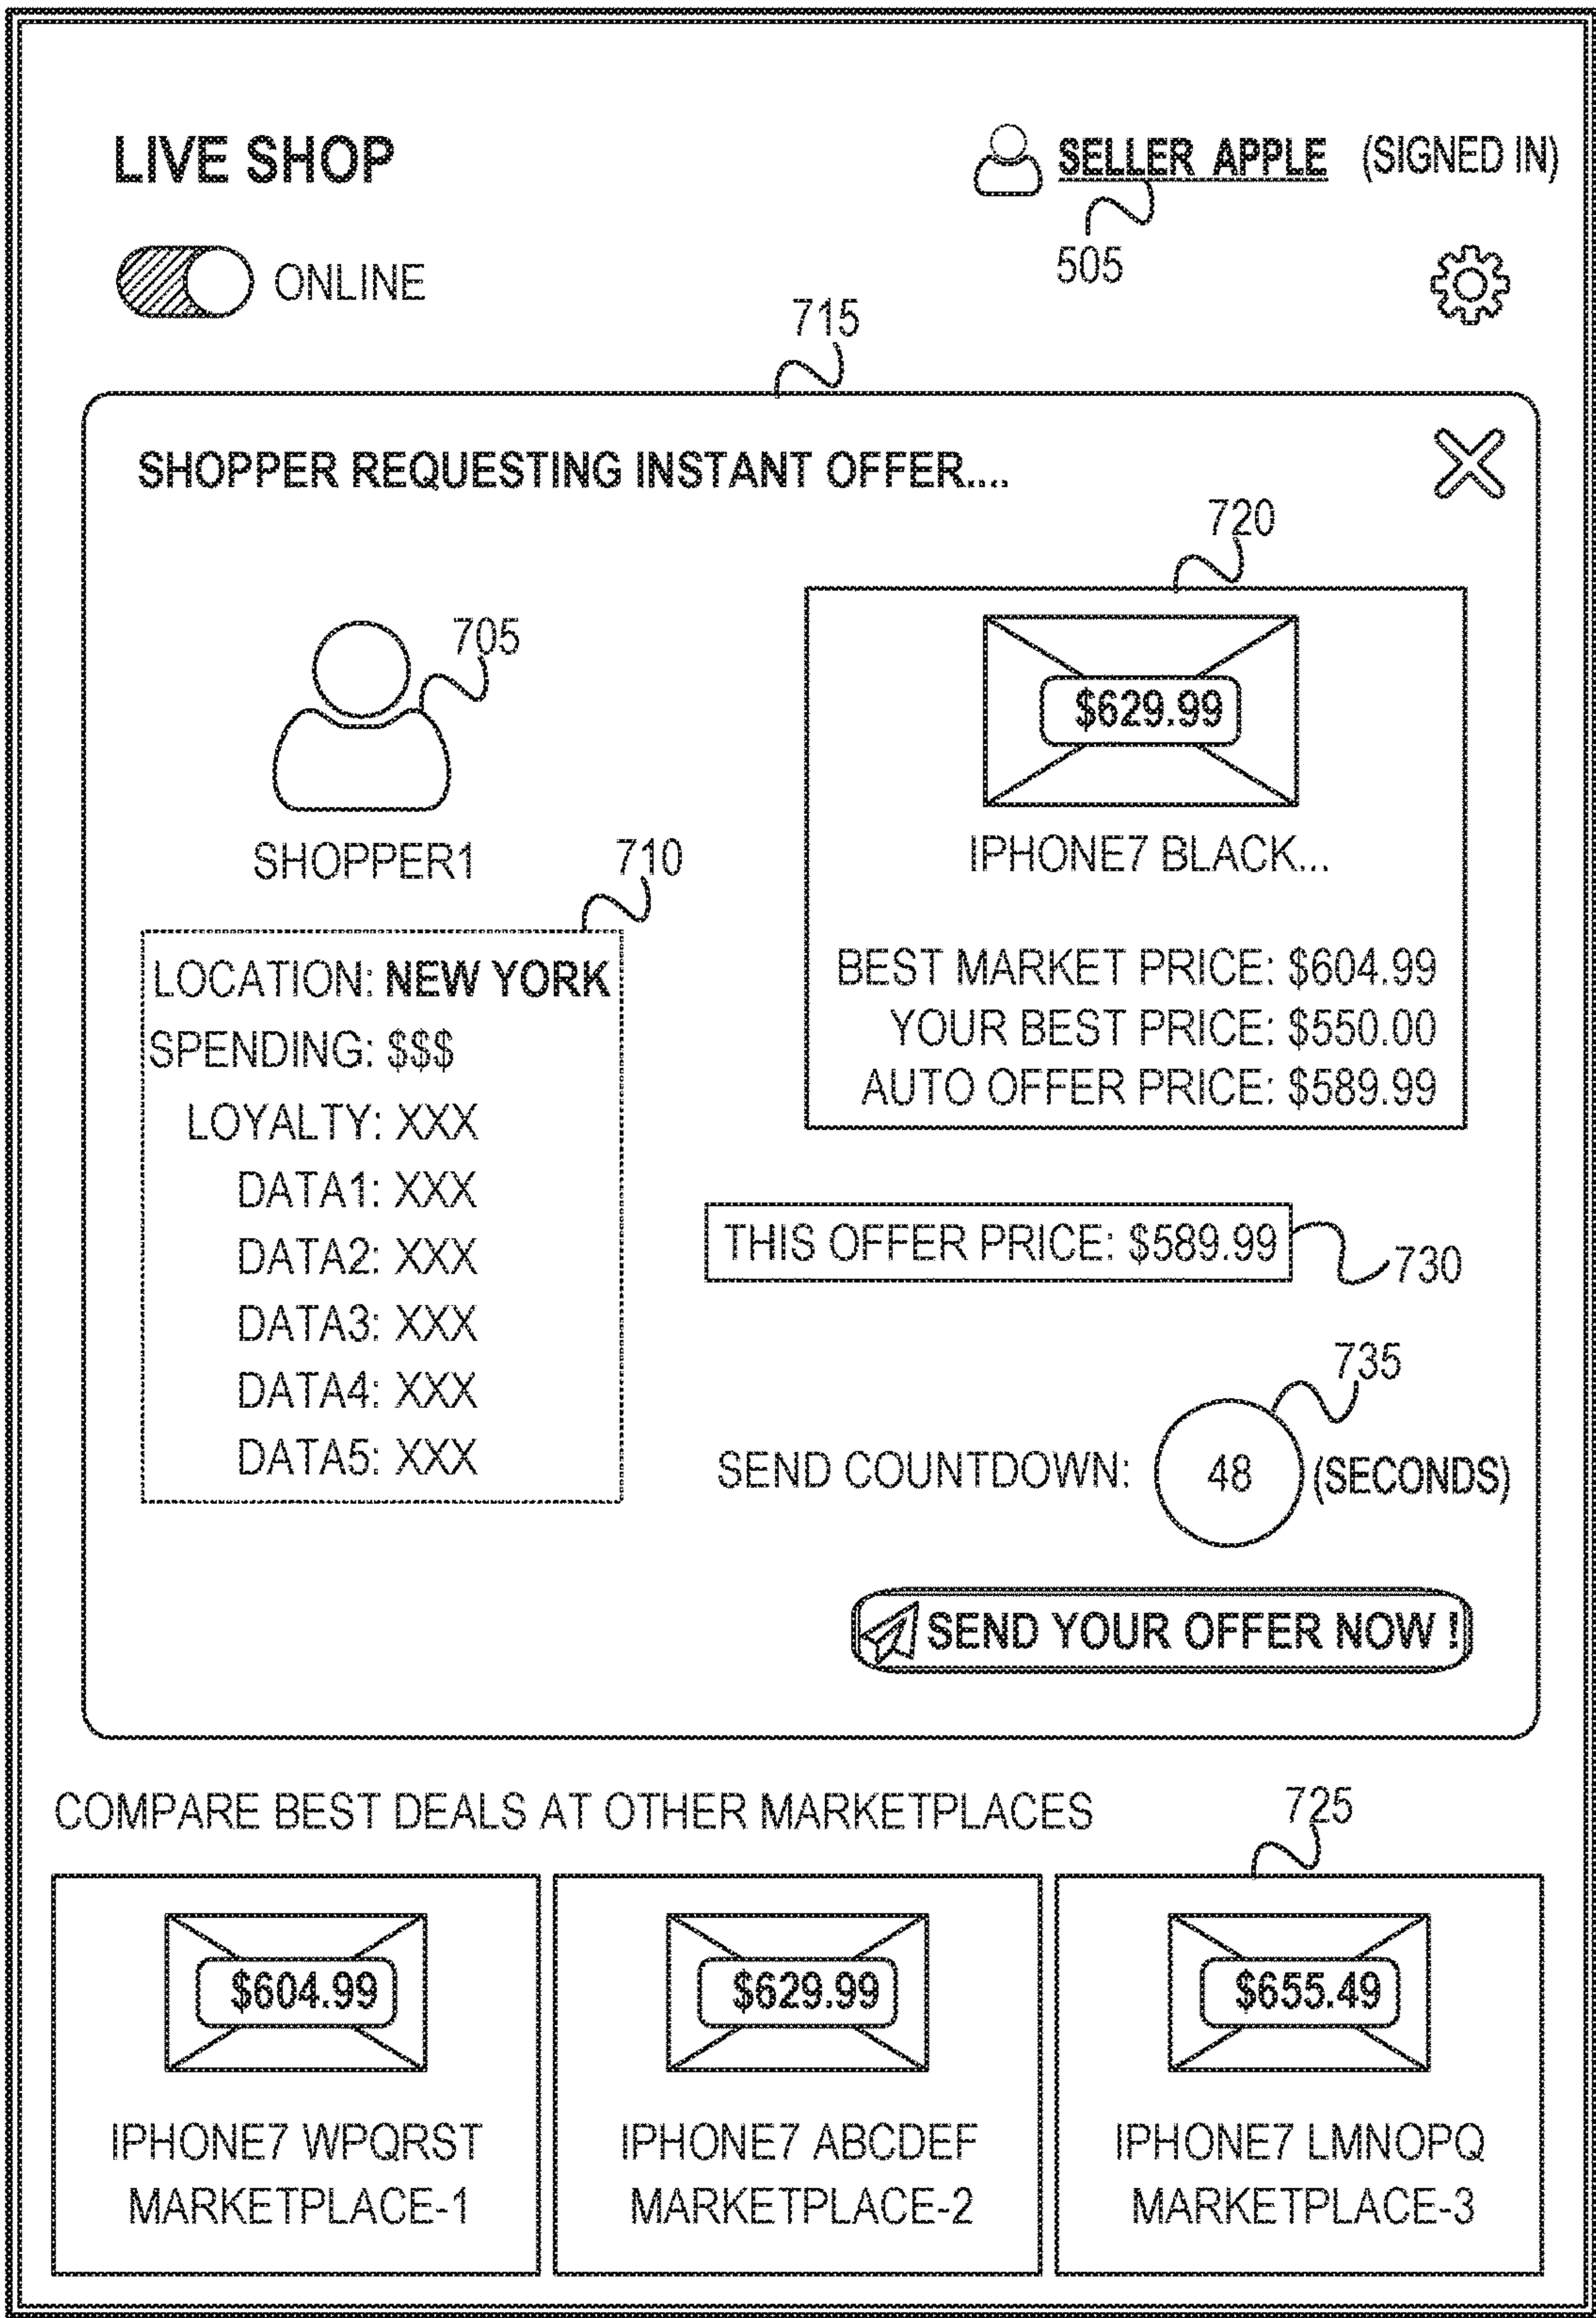 LIVE SHOP
SELLER APPLE (SIGNED IN)
505
ONLINE
715
SHOPPER REQUESTING INSTANT OFFER....
720
705
$629.99
SHOPPER1
710
IPHONE7 BLACK...
LOCATION: NEW YORK
SPENDING: $$$
LOYALTY: XXX
DATA1: XXX
DATA2: XXX
DATA3: XXX
DATA4: XXX
DATA5: XXX
BEST MARKET PRICE: $604.99
YOUR BEST PRICE: $550.00
AUTO OFFER PRICE: $589.99
THIS OFFER PRICE: $589.99
730
735
SEND COUNTDOWN: 48 (SECONDS)
SEND YOUR OFFER NOW !
COMPARE BEST DEALS AT OTHER MARKETPLACES
725
$604.99
IPHONE7 WPQRST
MARKETPLACE-1
$629.99
IPHONE7 ABCDEF
MARKETPLACE-2
$655.49
IPHONE7 LMNOPQ
MARKETPLACE-3